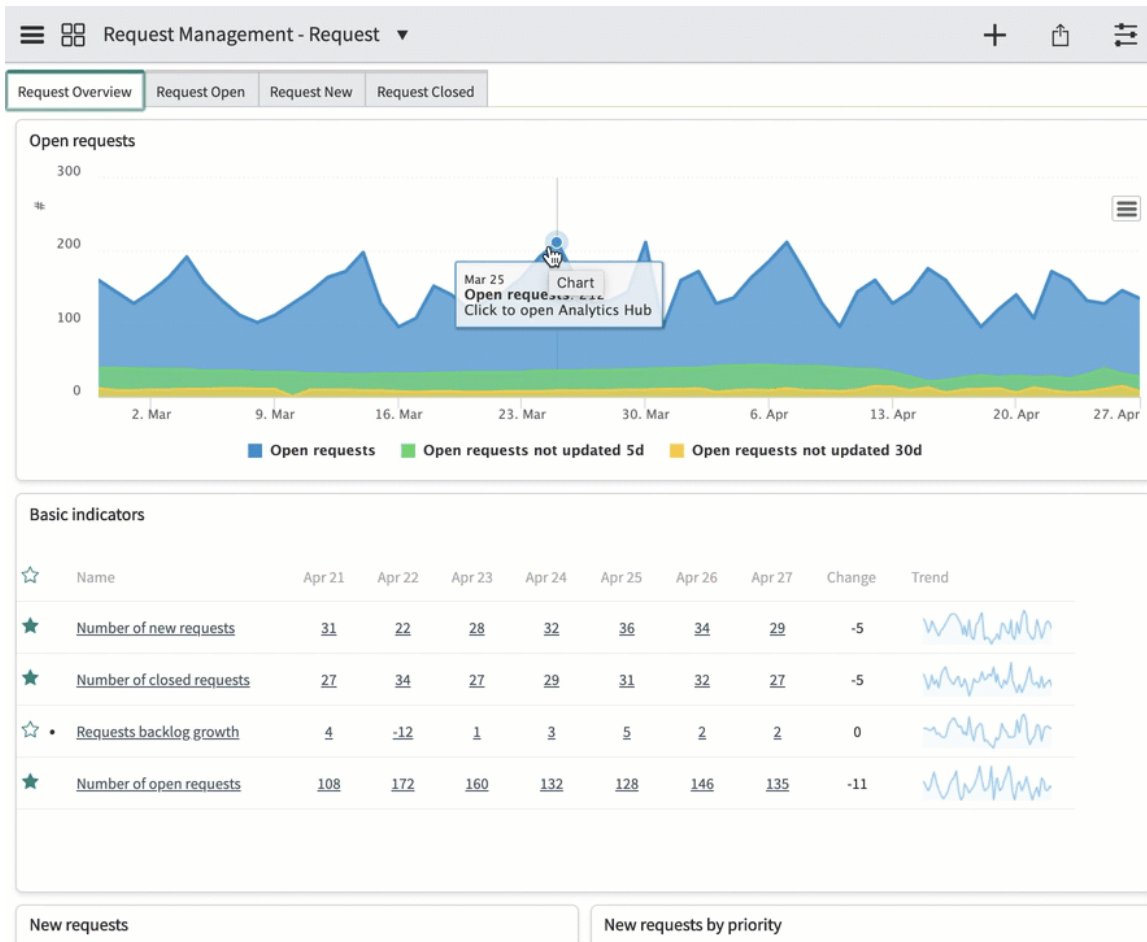 Request Management - Request ▼
Request Overview Request Open Request New Request Closed
Open requests
300
#
200
Mar 25
Chart
Open requests: 212
Click to open Analytics Hub
100
0
2. Mar 9. Mar 16. Mar 23. Mar 30. Mar 6. Apr 13. Apr 20. Apr 27. Apr
Open requests Open requests not updated 5d Open requests not updated 30d
Basic indicators
Name Apr 21 Apr 22 Apr 23 Apr 24 Apr 25 Apr 26 Apr 27 Change Trend
Number of new requests 31 22 28 32 36 34 29 -5
Number of closed requests 27 34 27 29 31 32 27 -5
• Requests backlog growth 4 -12 1 3 5 2 2 0
Number of open requests 108 172 160 132 128 146 135 -11
New requests
New requests by priority